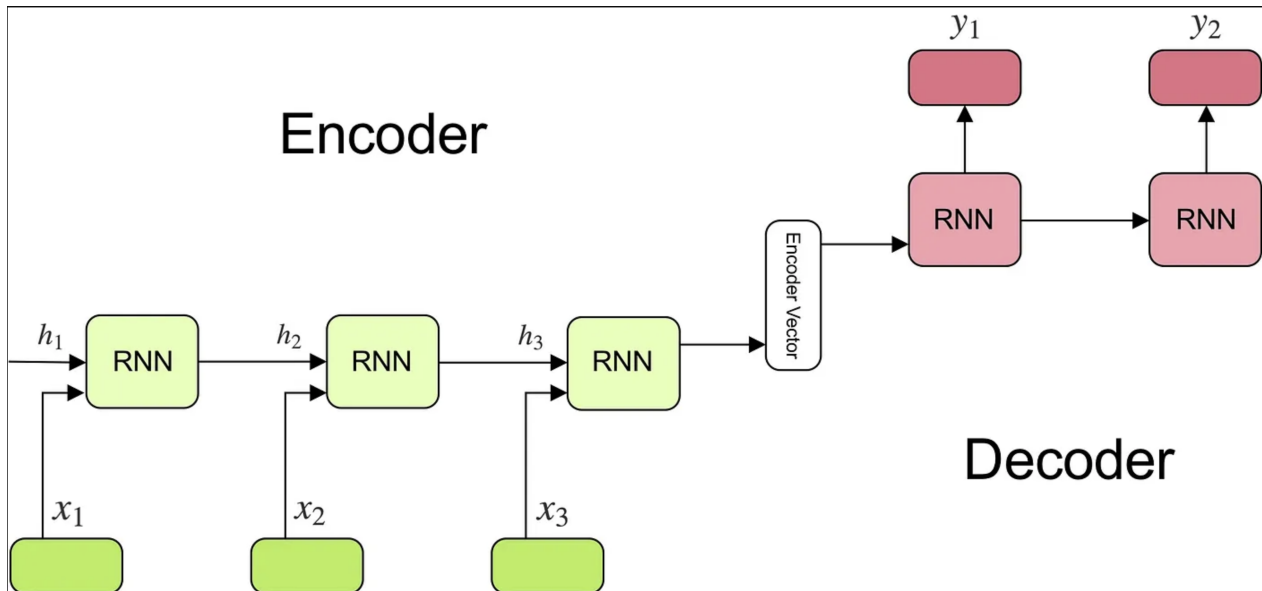 y₁ y₂
Encoder
RNN RNN
Encoder Vector
h₁ h₂ h₃
RNN RNN RNN
Decoder
x₁ x₂ x₃